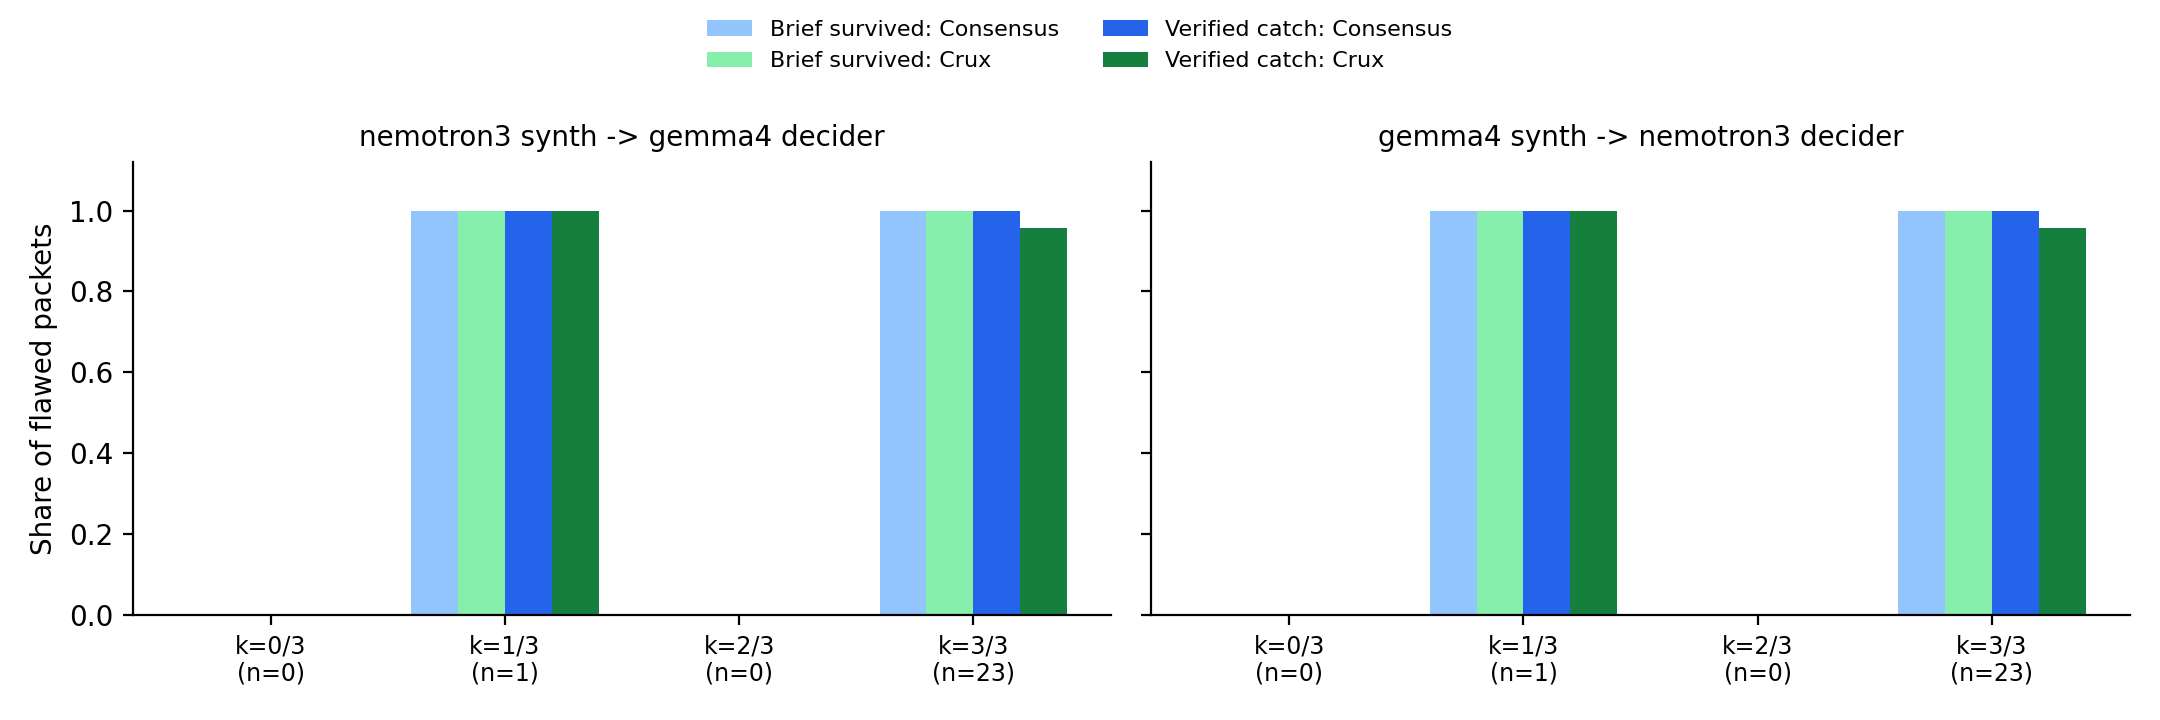 Brief survived: Consensus
Brief survived: Crux
Verified catch: Consensus
Verified catch: Crux
nemotron3 synth -> gemma4 decider
gemma4 synth -> nemotron3 decider
Share of flawed packets
1.0
0.8
0.6
0.4
0.2
0.0
k=0/3
(n=0)
k=1/3
(n=1)
k=2/3
(n=0)
k=3/3
(n=23)
k=0/3
(n=0)
k=1/3
(n=1)
k=2/3
(n=0)
k=3/3
(n=23)